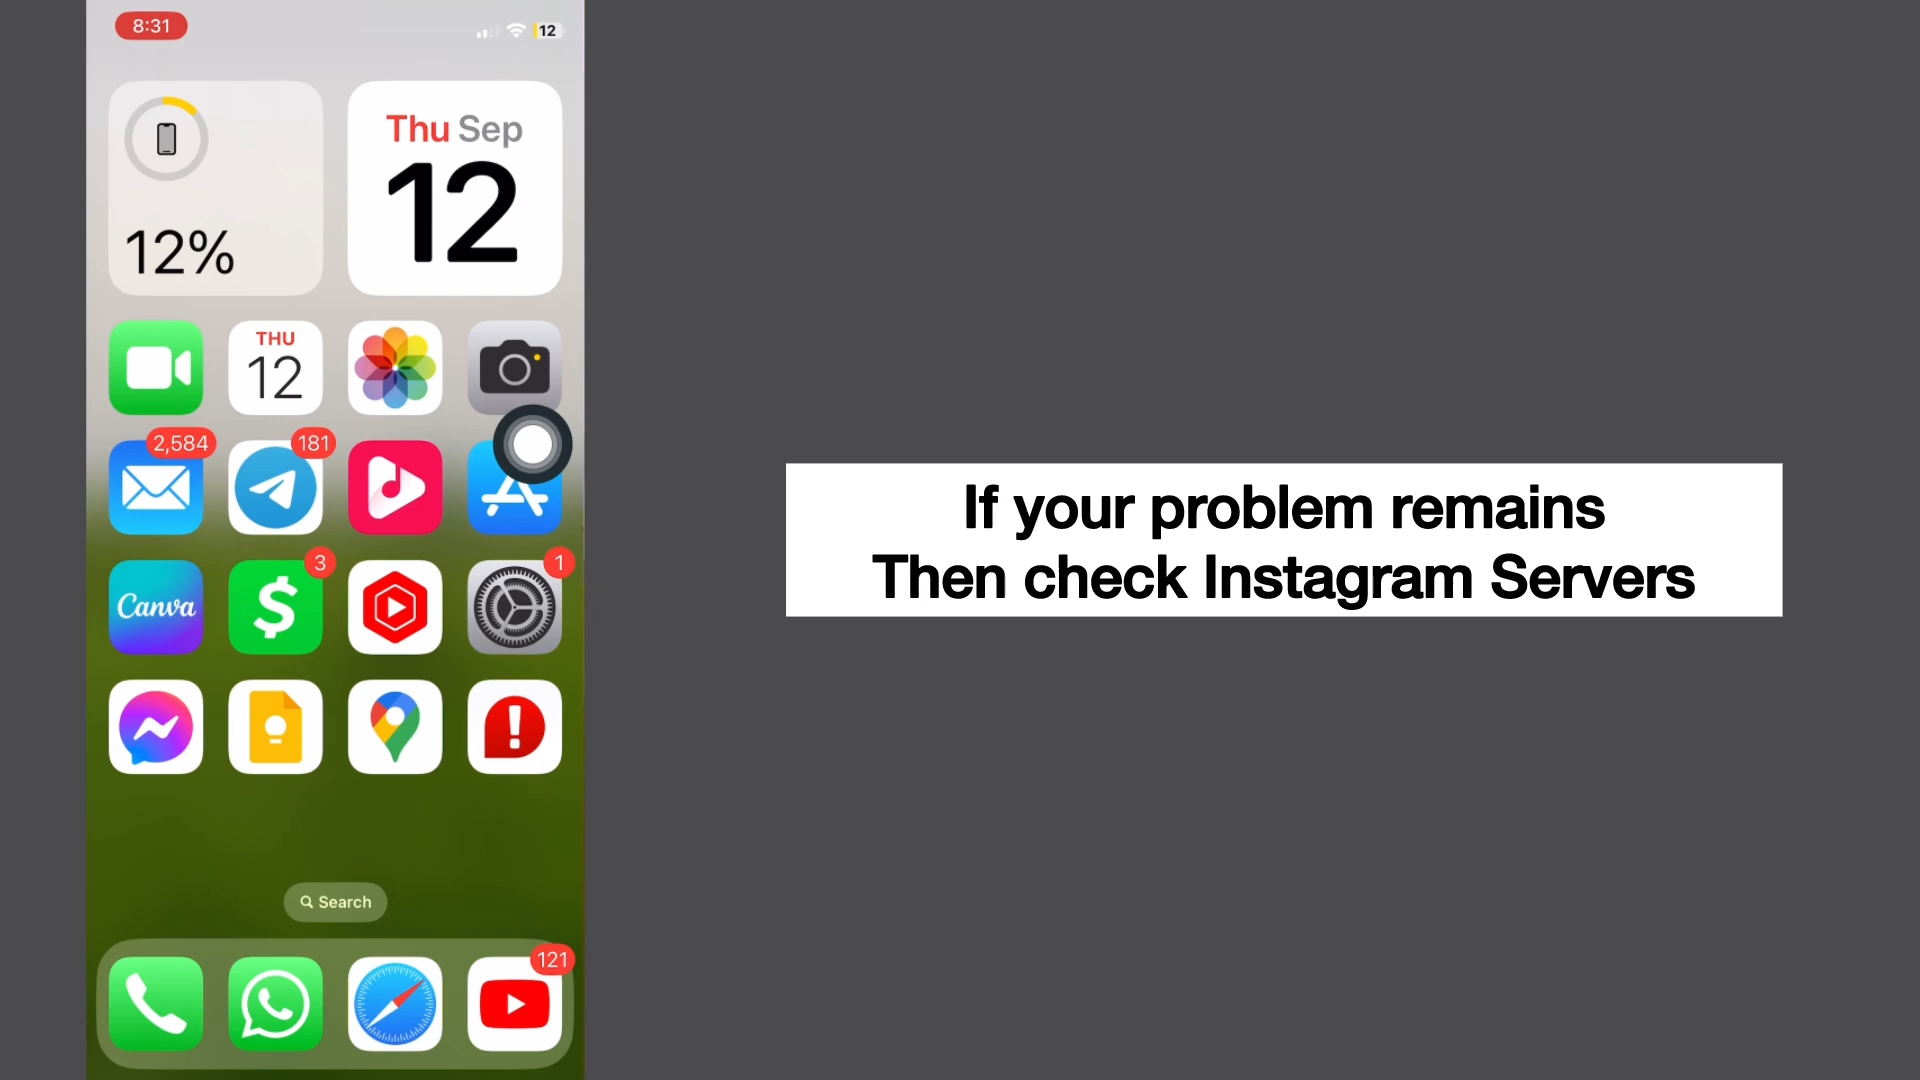 8:31
12
Thu Sep
12
12%
THU
12
2,584
181
Canva
3
1
Search
121
If your problem remains
Then check Instagram Servers